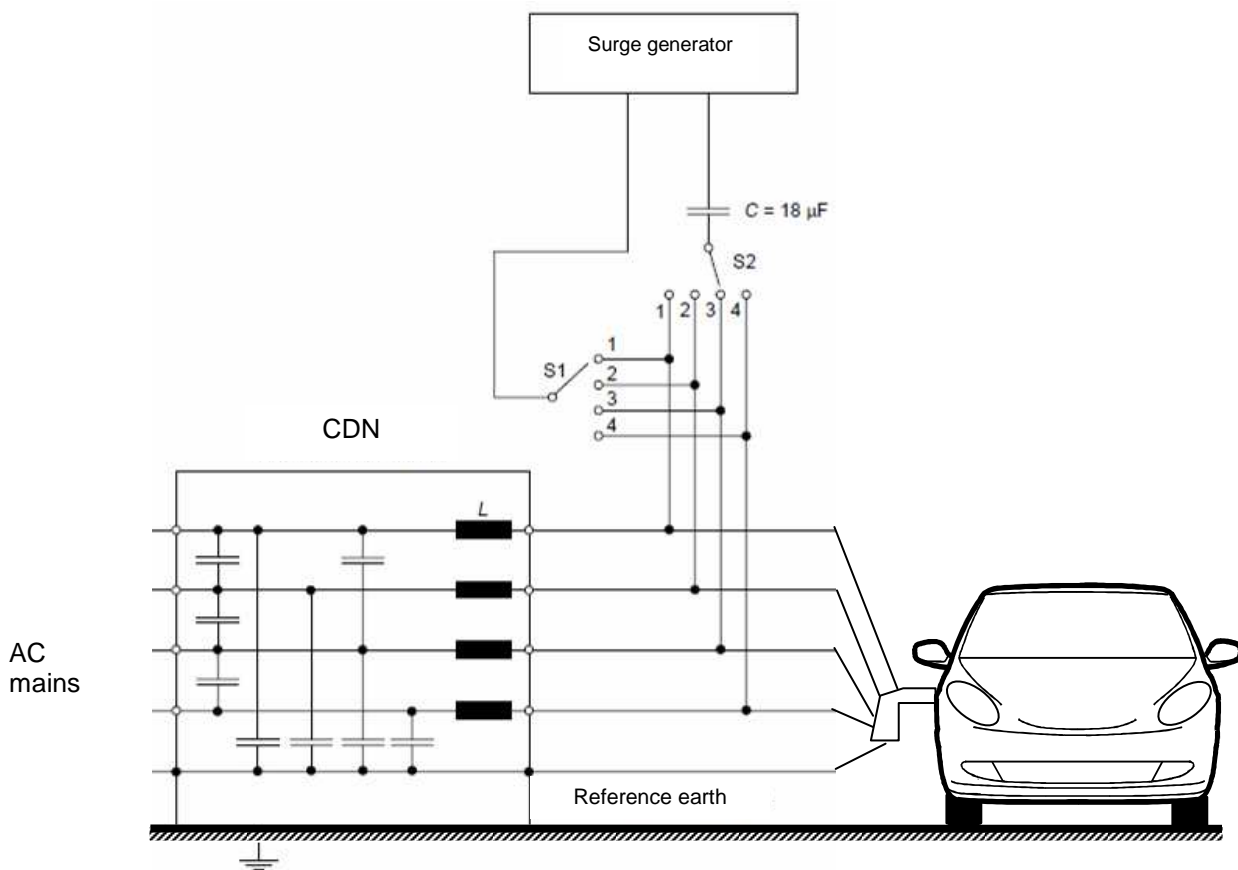 Surge generator
C = 18 μF
S2
1 2 3 4
S1
1
2
3
4
CDN
L
AC
mains
Reference earth